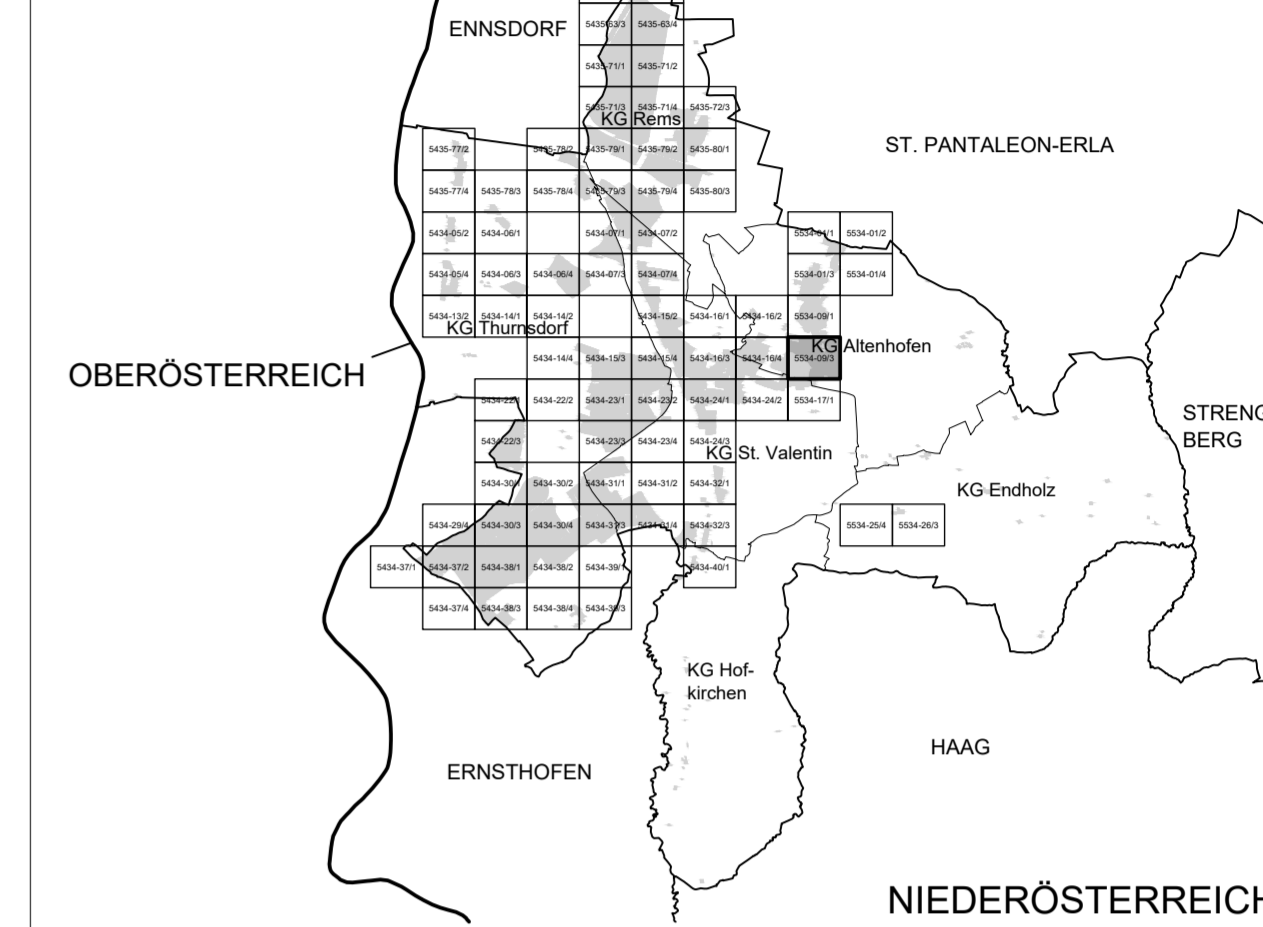 ENNSDORF
5435-63/3 5435-63/4
5435-71/1 5435-71/2
5435-71/3 5435-71/4 5435-72/3
KG Rems
ST. PANTALEON-ERLA
5435-77/2 5435-78/2 5435-79/1 5435-79/2 5435-80/1
5435-77/4 5435-78/3 5435-78/4 5435-79/3 5435-79/4 5435-80/3
5434-05/2 5434-06/1 5434-07/1 5434-07/2 5534-01/1 5534-01/2
5434-05/4 5434-06/3 5434-06/4 5434-07/3 5434-07/4 5534-01/3 5534-01/4
5434-13/2 5434-14/1 5434-14/2 5434-15/2 5434-16/1 5434-16/2 5534-09/1
KG Thurnsdorf
KG Altenhofen
5434-14/4 5434-15/3 5434-15/4 5434-16/3 5434-16/4 5534-09/3
OBERÖSTERREICH
5434-22/1 5434-22/2 5434-23/1 5434-23/2 5434-24/1 5434-24/2 5534-17/1
STRENG
BERG
5434-22/3 5434-23/3 5434-23/4 5434-24/3
KG St. Valentin
5434-30/1 5434-30/2 5434-31/1 5434-31/2 5434-32/1
KG Endholz
5434-29/4 5434-30/3 5434-30/4 5434-31/3 5434-31/4 5434-32/3 5534-25/4 5534-26/3
5434-37/1 5434-37/2 5434-38/1 5434-38/2 5434-39/1 5434-40/1
5434-37/4 5434-38/3 5434-38/4 5434-39/3
KG Hof-
kirchen
HAAG
ERNSTHOFEN
NIEDERÖSTERREICH